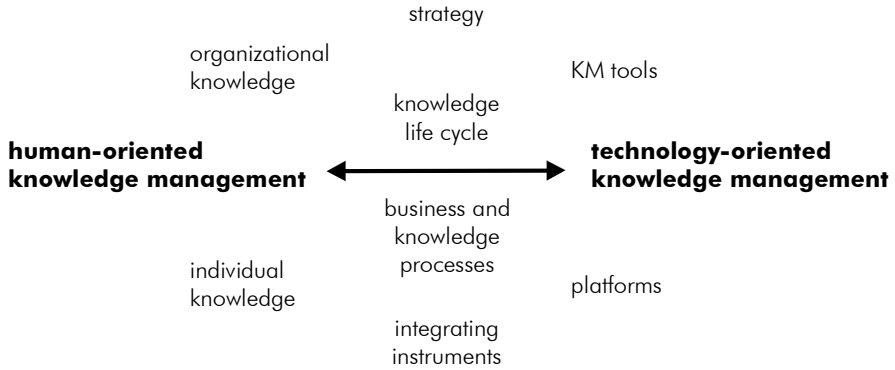 strategy
organizational
knowledge
KM tools
knowledge
life cycle
human-oriented
knowledge management
technology-oriented
knowledge management
business and
knowledge
processes
individual
knowledge
platforms
integrating
instruments